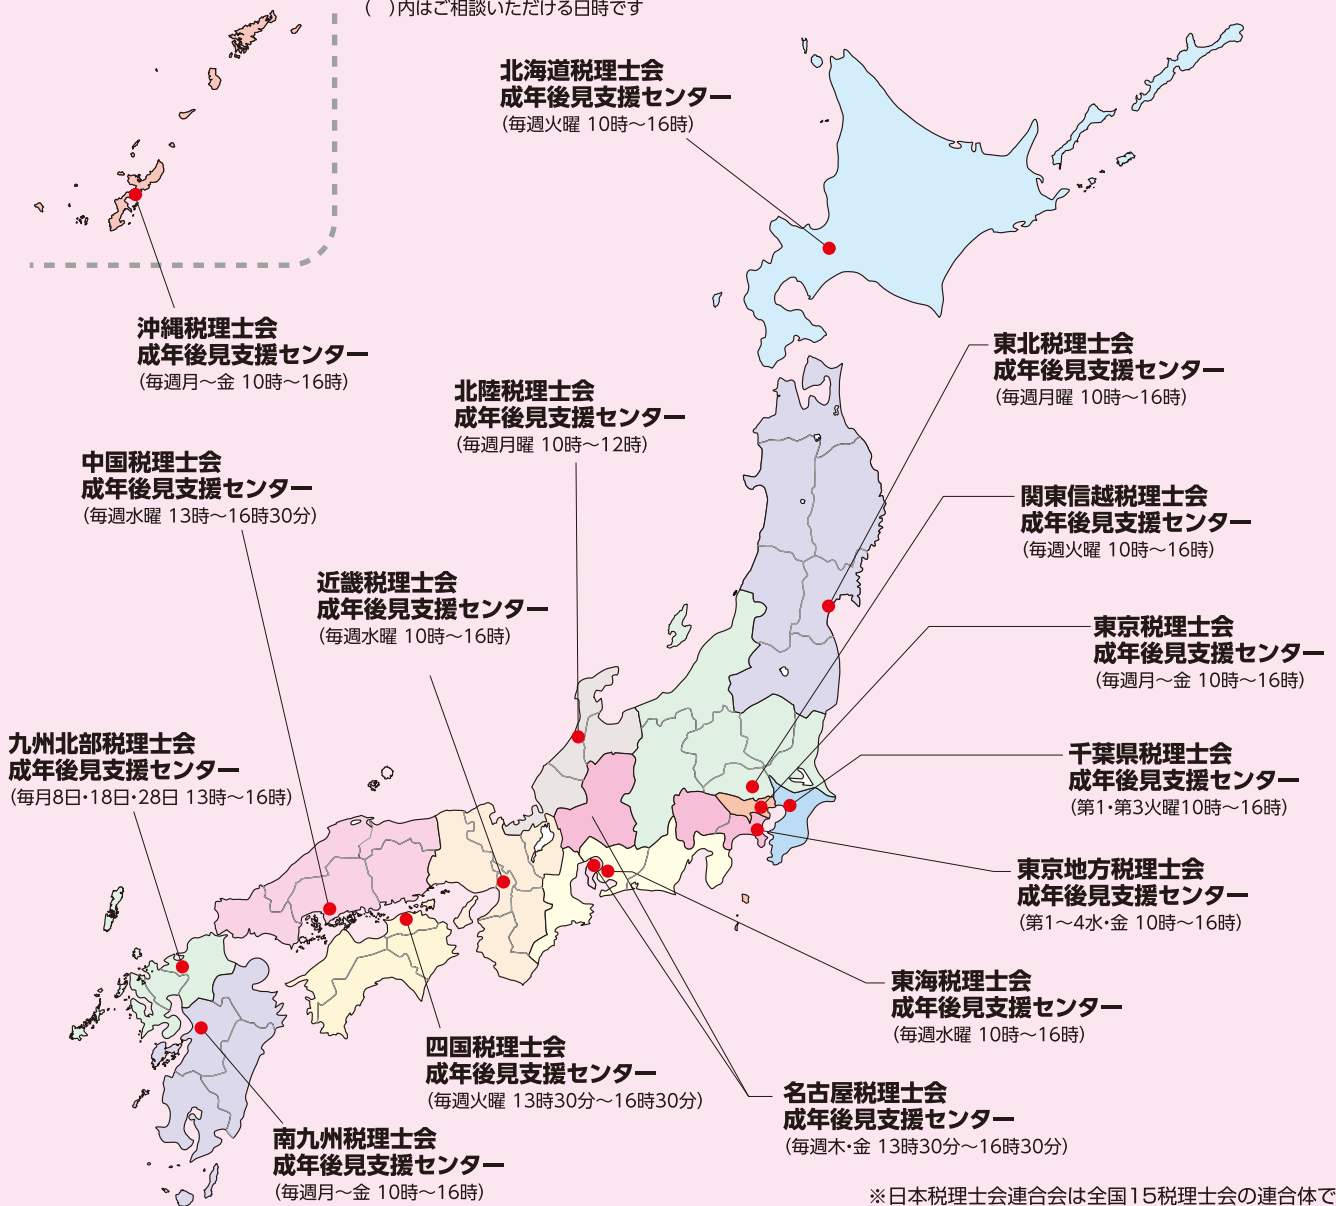 （　）内はご相談いただける日時です
北海道税理士会
成年後見支援センター
（毎週火曜 10時～16時）
沖縄税理士会
成年後見支援センター
（毎週月～金 10時～16時）
東北税理士会
成年後見支援センター
（毎週月曜 10時～16時）
北陸税理士会
成年後見支援センター
（毎週月曜 10時～12時）
中国税理士会
成年後見支援センター
（毎週水曜 13時～16時30分）
関東信越税理士会
成年後見支援センター
（毎週火曜 10時～16時）
近畿税理士会
成年後見支援センター
（毎週水曜 10時～16時）
東京税理士会
成年後見支援センター
（毎週月～金 10時～16時）
九州北部税理士会
成年後見支援センター
（毎月8日・18日・28日 13時～16時）
千葉県税理士会
成年後見支援センター
（第1・第3火曜10時～16時）
東京地方税理士会
成年後見支援センター
（第1～4水・金 10時～16時）
東海税理士会
成年後見支援センター
（毎週水曜 10時～16時）
四国税理士会
成年後見支援センター
（毎週火曜 13時30分～16時30分）
名古屋税理士会
成年後見支援センター
（毎週木・金 13時30分～16時30分）
南九州税理士会
成年後見支援センター
（毎週月～金 10時～16時）
※日本税理士会連合会は全国15税理士会の連合体で